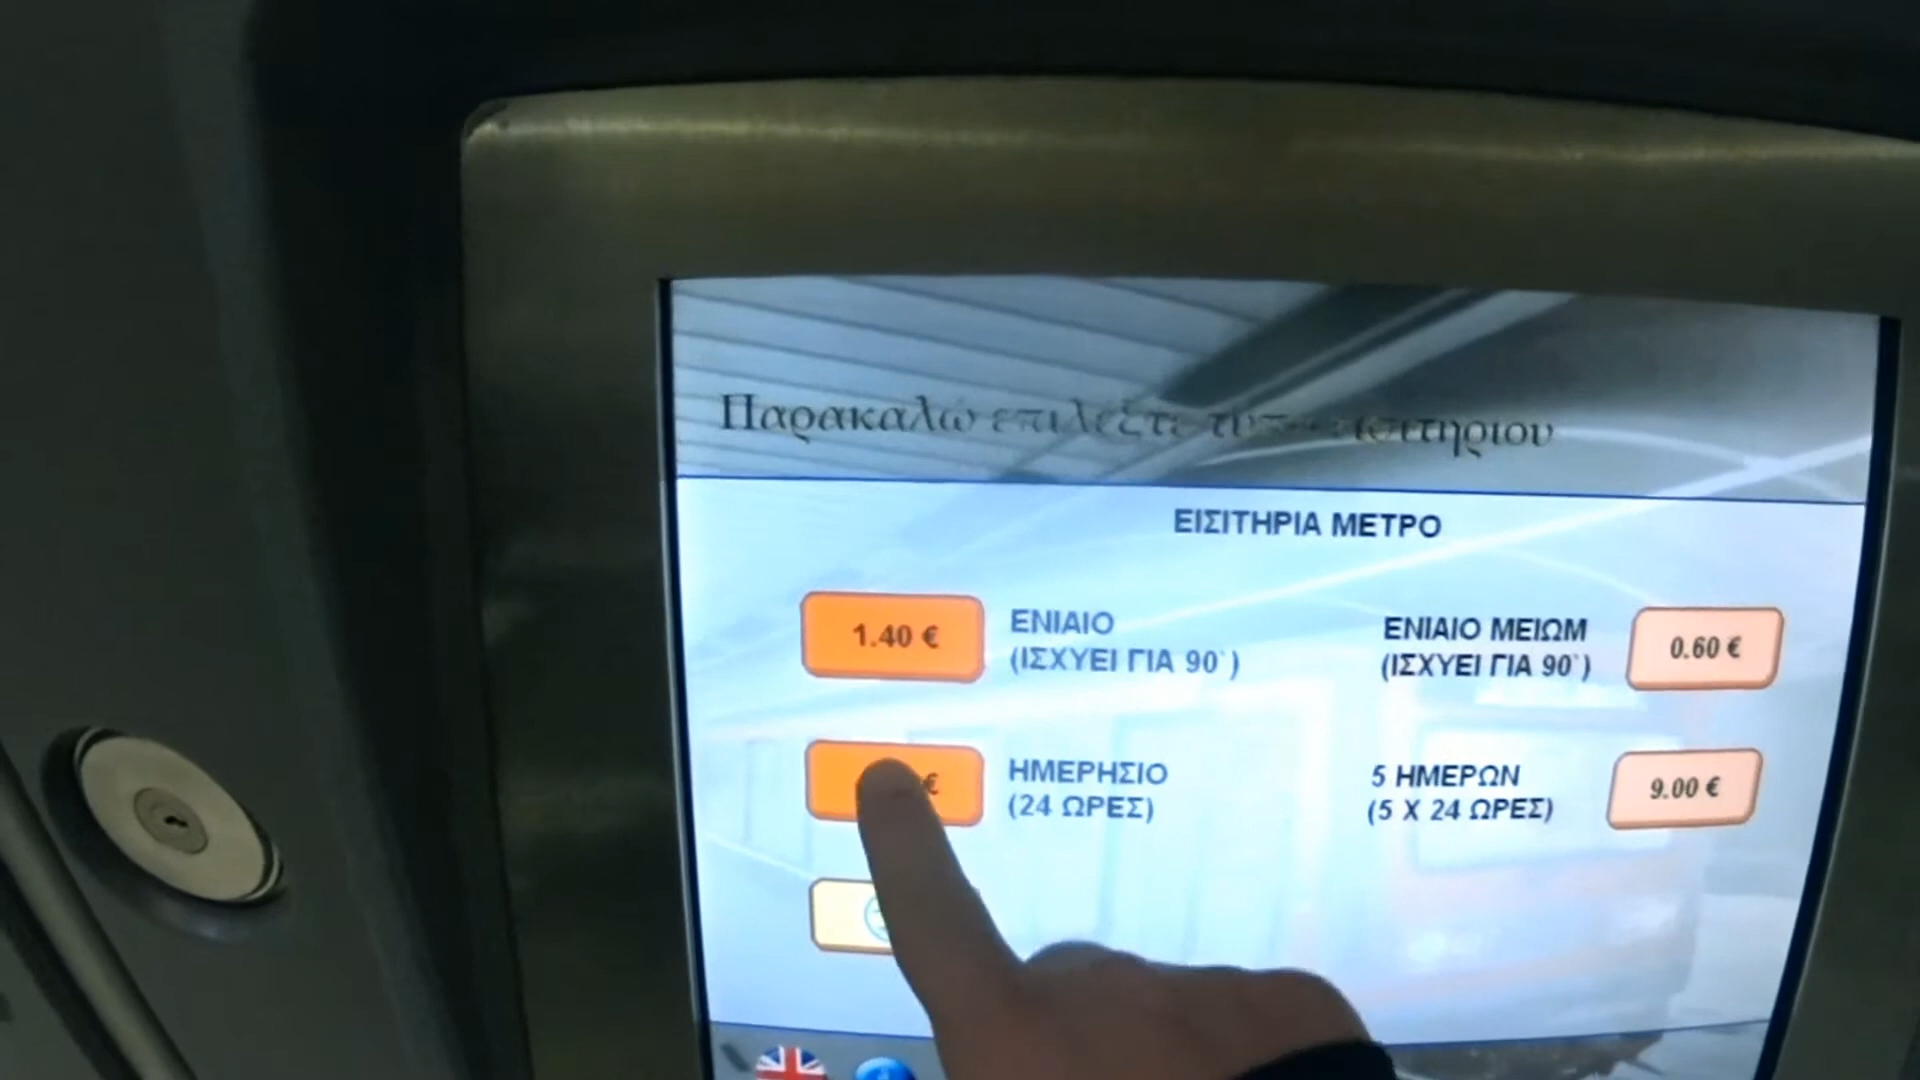 Παρακαλώ επιλέξτε
ΕΙΣΙΤΗΡΙΑ ΜΕΤΡΟ
1.40 €
ΕΝΙΑΙΟ
(ΙΣΧΥΕΙ ΓΙΑ 90`)
ΕΝΙΑΙΟ ΜΕΙΩΜ
(ΙΣΧΥΕΙ ΓΙΑ 90`)
0.60 €
€
ΗΜΕΡΗΣΙΟ
(24 ΩΡΕΣ)
5 ΗΜΕΡΩΝ
(5 Χ 24 ΩΡΕΣ)
9.00 €